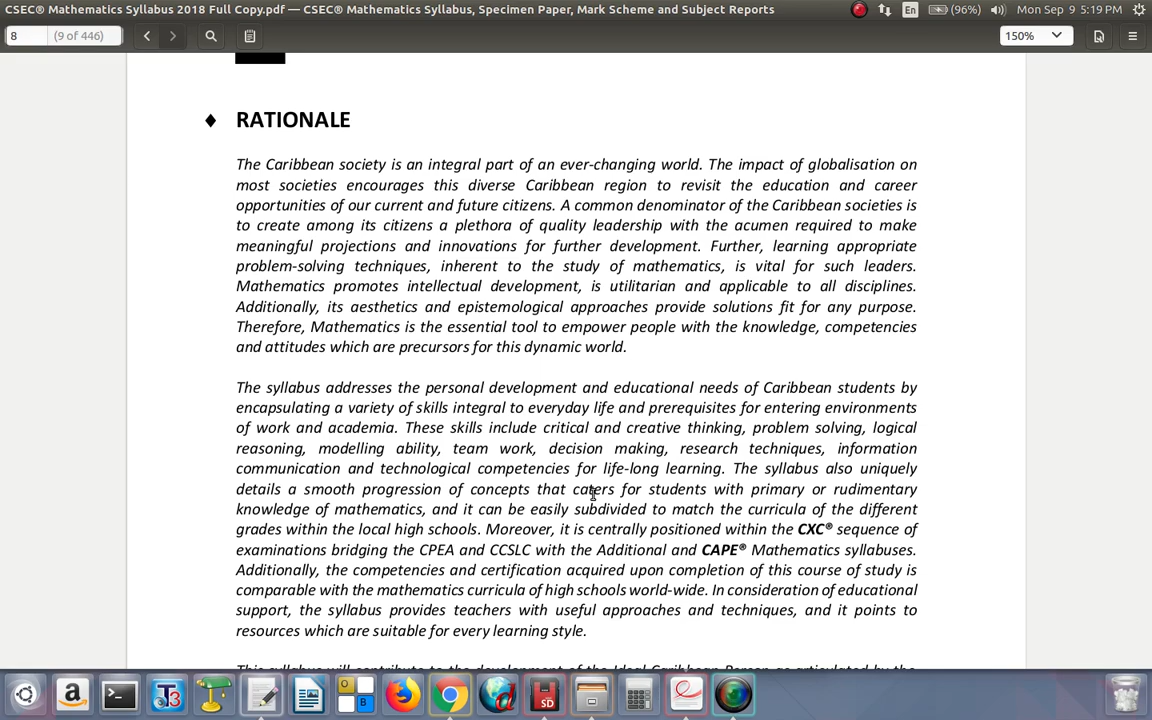 CSEC® Mathematics Syllabus 2018 Full Copy.pdf — CSEC® Mathematics Syllabus, Specimen Paper, Mark Scheme and Subject Reports
En
(96%)
Mon Sep 9 5:19 PM
8
(9 of 446)
150%
♦ RATIONALE
The Caribbean society is an integral part of an ever-changing world. The impact of globalisation on
most societies encourages this diverse Caribbean region to revisit the education and career
opportunities of our current and future citizens. A common denominator of the Caribbean societies is
to create among its citizens a plethora of quality leadership with the acumen required to make
meaningful projections and innovations for further development. Further, learning appropriate
problem-solving techniques, inherent to the study of mathematics, is vital for such leaders.
Mathematics promotes intellectual development, is utilitarian and applicable to all disciplines.
Additionally, its aesthetics and epistemological approaches provide solutions fit for any purpose.
Therefore, Mathematics is the essential tool to empower people with the knowledge, competencies
and attitudes which are precursors for this dynamic world.
The syllabus addresses the personal development and educational needs of Caribbean students by
encapsulating a variety of skills integral to everyday life and prerequisites for entering environments
of work and academia. These skills include critical and creative thinking, problem solving, logical
reasoning, modelling ability, team work, decision making, research techniques, information
communication and technological competencies for life-long learning. The syllabus also uniquely
details a smooth progression of concepts that caters for students with primary or rudimentary
knowledge of mathematics, and it can be easily subdivided to match the curricula of the different
grades within the local high schools. Moreover, it is centrally positioned within the CXC® sequence of
examinations bridging the CPEA and CCSLC with the Additional and CAPE® Mathematics syllabuses.
Additionally, the competencies and certification acquired upon completion of this course of study is
comparable with the mathematics curricula of high schools world-wide. In consideration of educational
support, the syllabus provides teachers with useful approaches and techniques, and it points to
resources which are suitable for every learning style.
This syllabus will contribute to the development of the Ideal Caribbean Person as articulated by the
SD